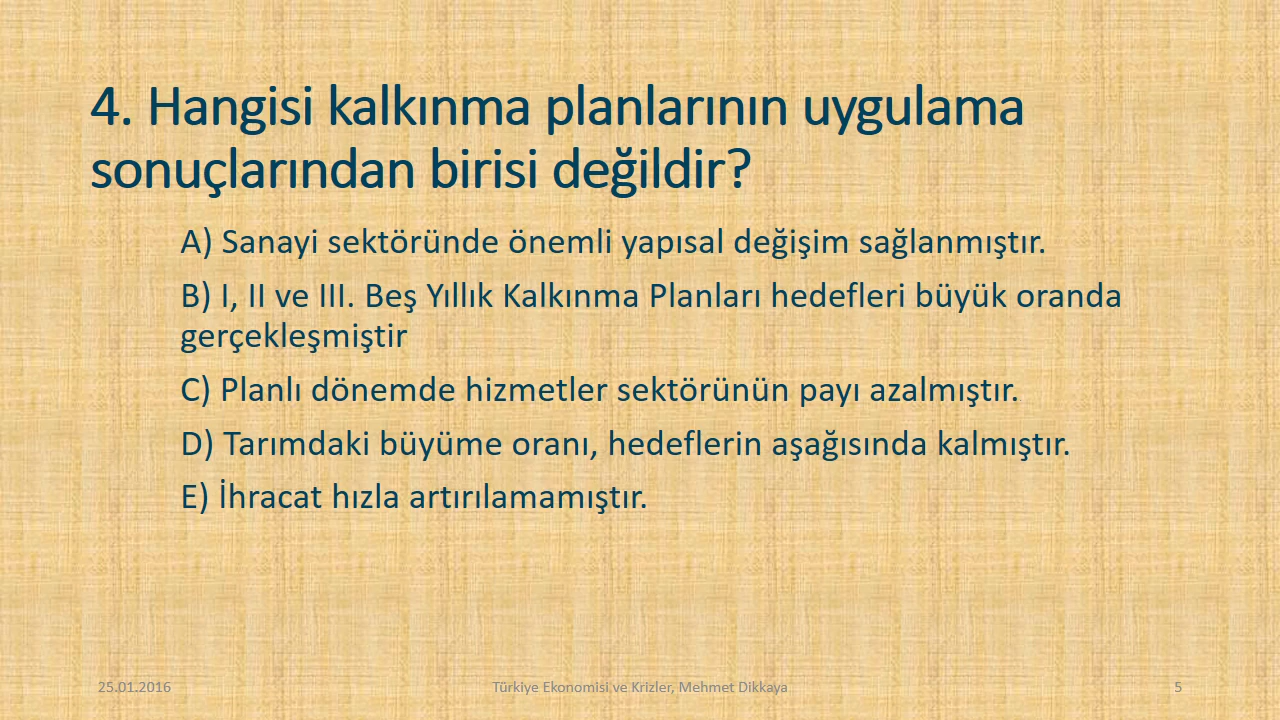 4. Hangisi kalkınma planlarının uygulama
sonuçlarından birisi değildir?
A) Sanayi sektöründe önemli yapısal değişim sağlanmıştır.
B) I, II ve III. Beş Yıllık Kalkınma Planları hedefleri büyük oranda
gerçekleşmiştir
C) Planlı dönemde hizmetler sektörünün payı azalmıştır.
D) Tarımdaki büyüme oranı, hedeflerin aşağısında kalmıştır.
E) İhracat hızla artırılamamıştır.
25.01.2016
Türkiye Ekonomisi ve Krizler, Mehmet Dikkaya
5